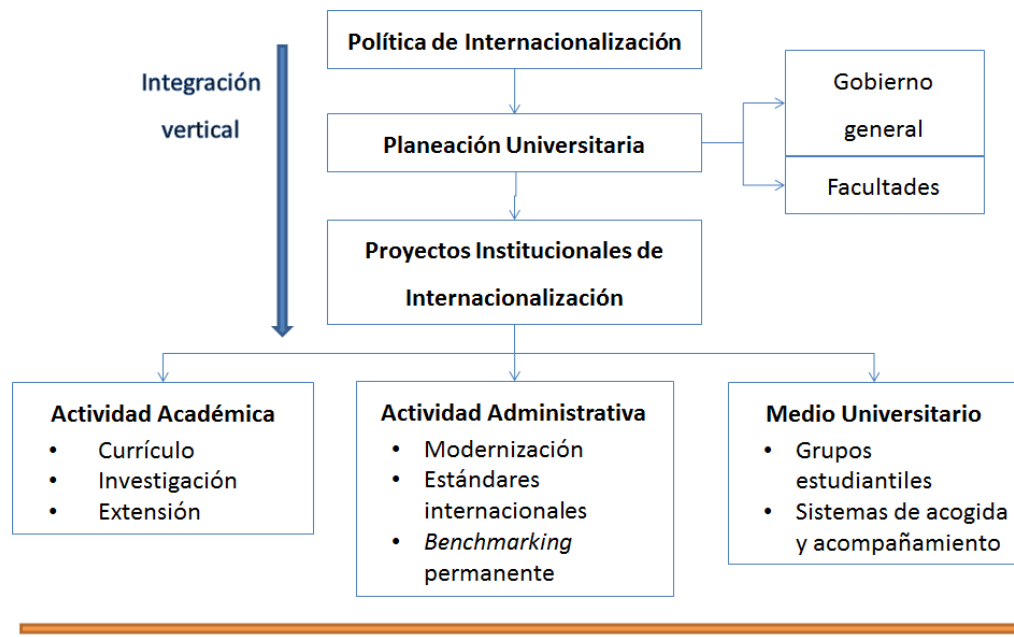 Política de Internacionalización
Integración
vertical
Gobierno
general
Planeación Universitaria
Facultades
Proyectos Institucionales de
Internacionalización
Actividad Académica
• Currículo
• Investigación
• Extensión
Actividad Administrativa
• Modernización
• Estándares
internacionales
• Benchmarking
permanente
Medio Universitario
• Grupos
estudiantiles
• Sistemas de acogida
y acompañamiento